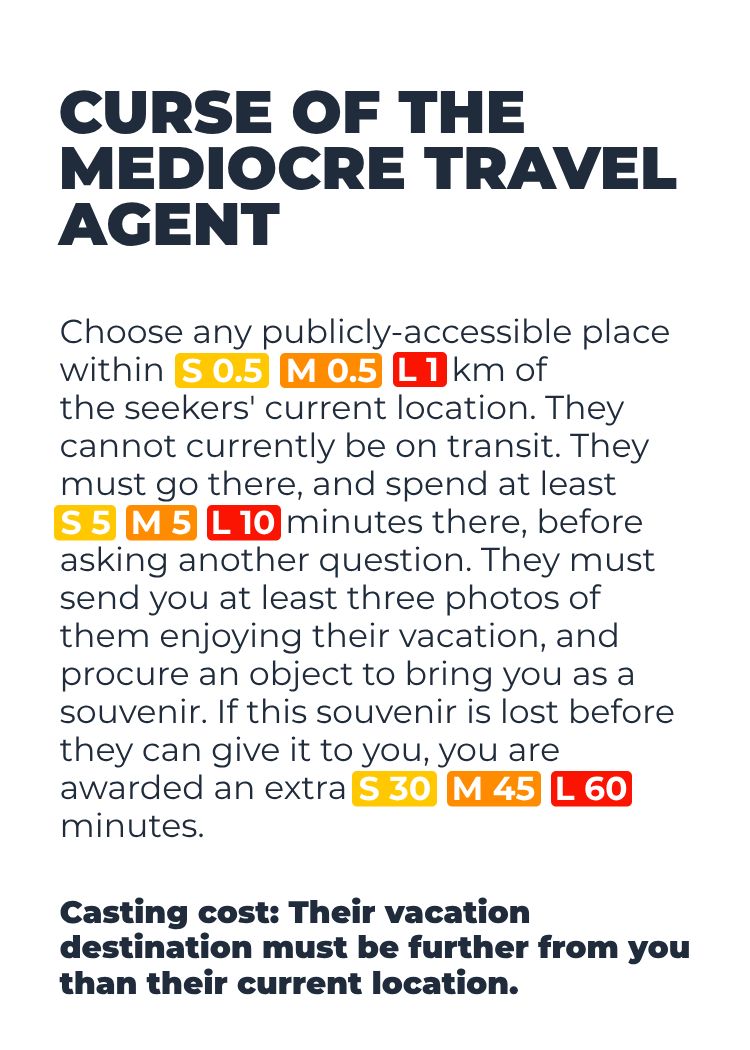 CURSE OF THE
MEDIOCRE TRAVEL
AGENT
Choose any publicly-accessible place
within S 0.5 M 0.5 L 1 km of
the seekers' current location. They
cannot currently be on transit. They
must go there, and spend at least
S 5 M 5 L 10 minutes there, before
asking another question. They must
send you at least three photos of
them enjoying their vacation, and
procure an object to bring you as a
souvenir. If this souvenir is lost before
they can give it to you, you are
awarded an extra S 30 M 45 L 60
minutes.
Casting cost: Their vacation
destination must be further from you
than their current location.